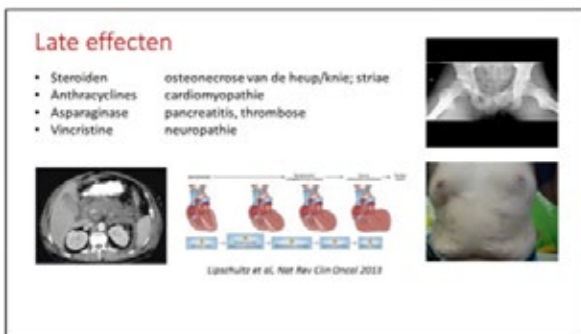 Late effecten
• Steroiden osteonecrose van de heup/knie; striae
• Anthracyclines cardiomyopathie
• Asparaginase pancreatitis, thrombose
• Vincristine neuropathie
Lipschultz et al, Nat Rev Clin Oncol 2013